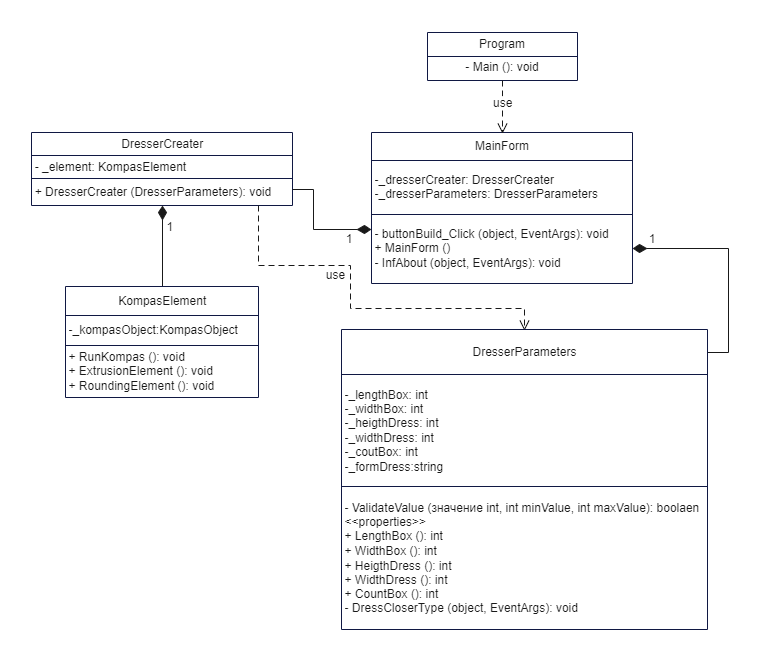 Program
- Main (): void
use
DresserCreater
- _element: KompasElement
+ DresserCreater (DresserParameters): void
1
MainForm
-_dresserCreater: DresserCreater
-_dresserParameters: DresserParameters
- buttonBuild_Click (object, EventArgs): void
+ MainForm ()
- InfAbout (object, EventArgs): void
1
1
use
KompasElement
-_kompasObject:KompasObject
+ RunKompas (): void
+ ExtrusionElement (): void
+ RoundingElement (): void
DresserParameters
-_lengthBox: int
-_widthBox: int
-_heigthDress: int
-_widthDress: int
-_coutBox: int
-_formDress:string
- ValidateValue (значение int, int minValue, int maxValue): boolaen
<<properties>>
+ LengthBox (): int
+ WidthBox (): int
+ HeigthDress (): int
+ WidthDress (): int
+ CountBox (): int
- DressCloserType (object, EventArgs): void